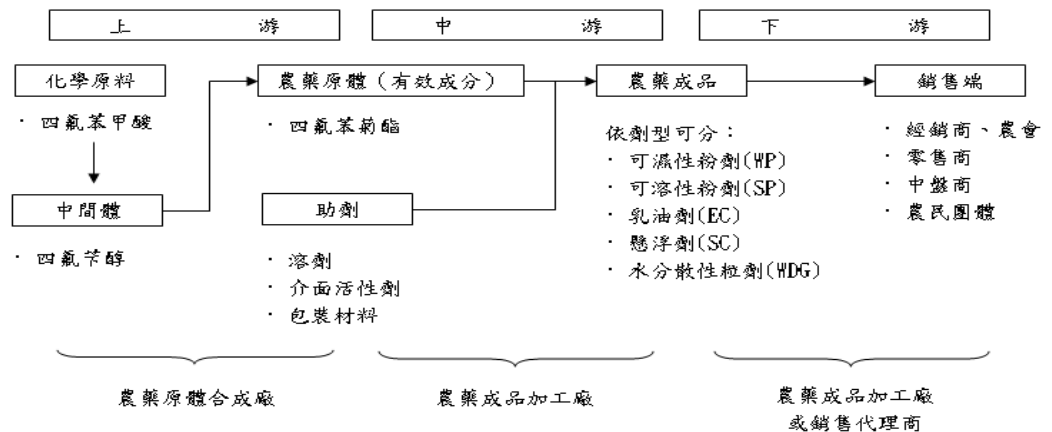 上 游
中 游
下 游
化學原料
· 四氟苯甲酸
中間體
· 四氟苄醇
農藥原體（有效成分）
· 四氟苯菊酯
助劑
· 溶劑
· 介面活性劑
· 包裝材料
農藥成品
依劑型可分：
· 可濕性粉劑(WP)
· 可溶性粉劑(SP)
· 乳油劑(EC)
· 懸浮劑(SC)
· 水分散性粒劑(WDG)
銷售端
· 經銷商、農會
· 零售商
· 中盤商
· 農民團體
農藥原體合成廠
農藥成品加工廠
農藥成品加工廠
或銷售代理商